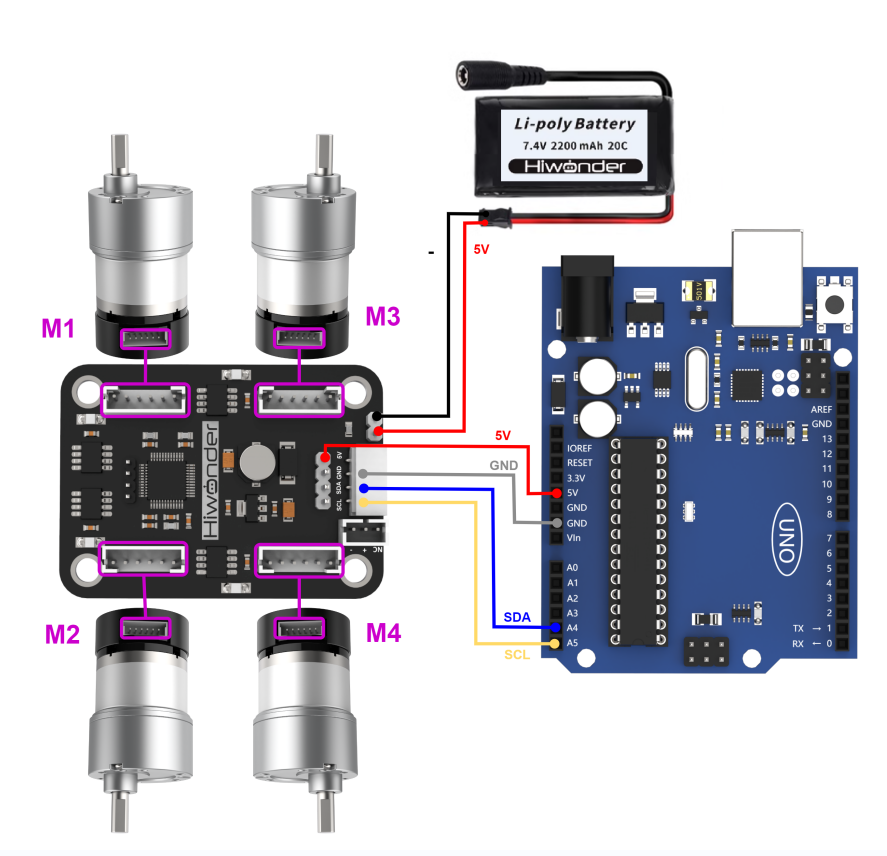 Li-poly Battery
7.4V 2200 mAh 20C
Hiwonder
-
5V
M1
M3
501V
Hiwonder
5V
GND
SDA
SCL
5V
GND
SDA
SCL
- + NC
M2
M4
IOREF
RESET
3.3V
5V
GND
GND
VIn
A0
A1
A2
A3
A4
A5
AREF
GND
13
12
11
10
9
8
7
6
5
4
3
2
TX → 1
RX ← 0
UNO